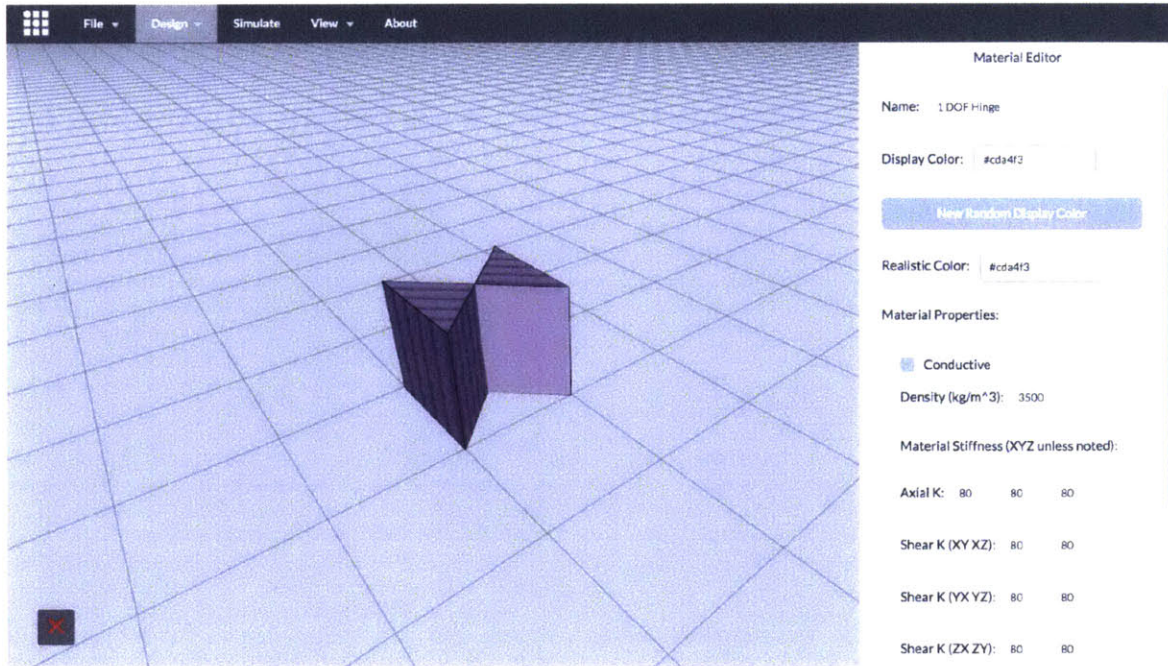 File Design Simulate View About
Material Editor
Name: 1 DOF Hinge
Display Color: #cda4f3
New Random Display Color
Realistic Color: #cda4f3
Material Properties:
Conductive
Density (kg/m^3): 3500
Material Stiffness (XYZ unless noted):
Axial K: 80 80 80
Shear K (XY XZ): 80 80
Shear K (YX YZ): 80 80
Shear K (ZX ZY): 80 80